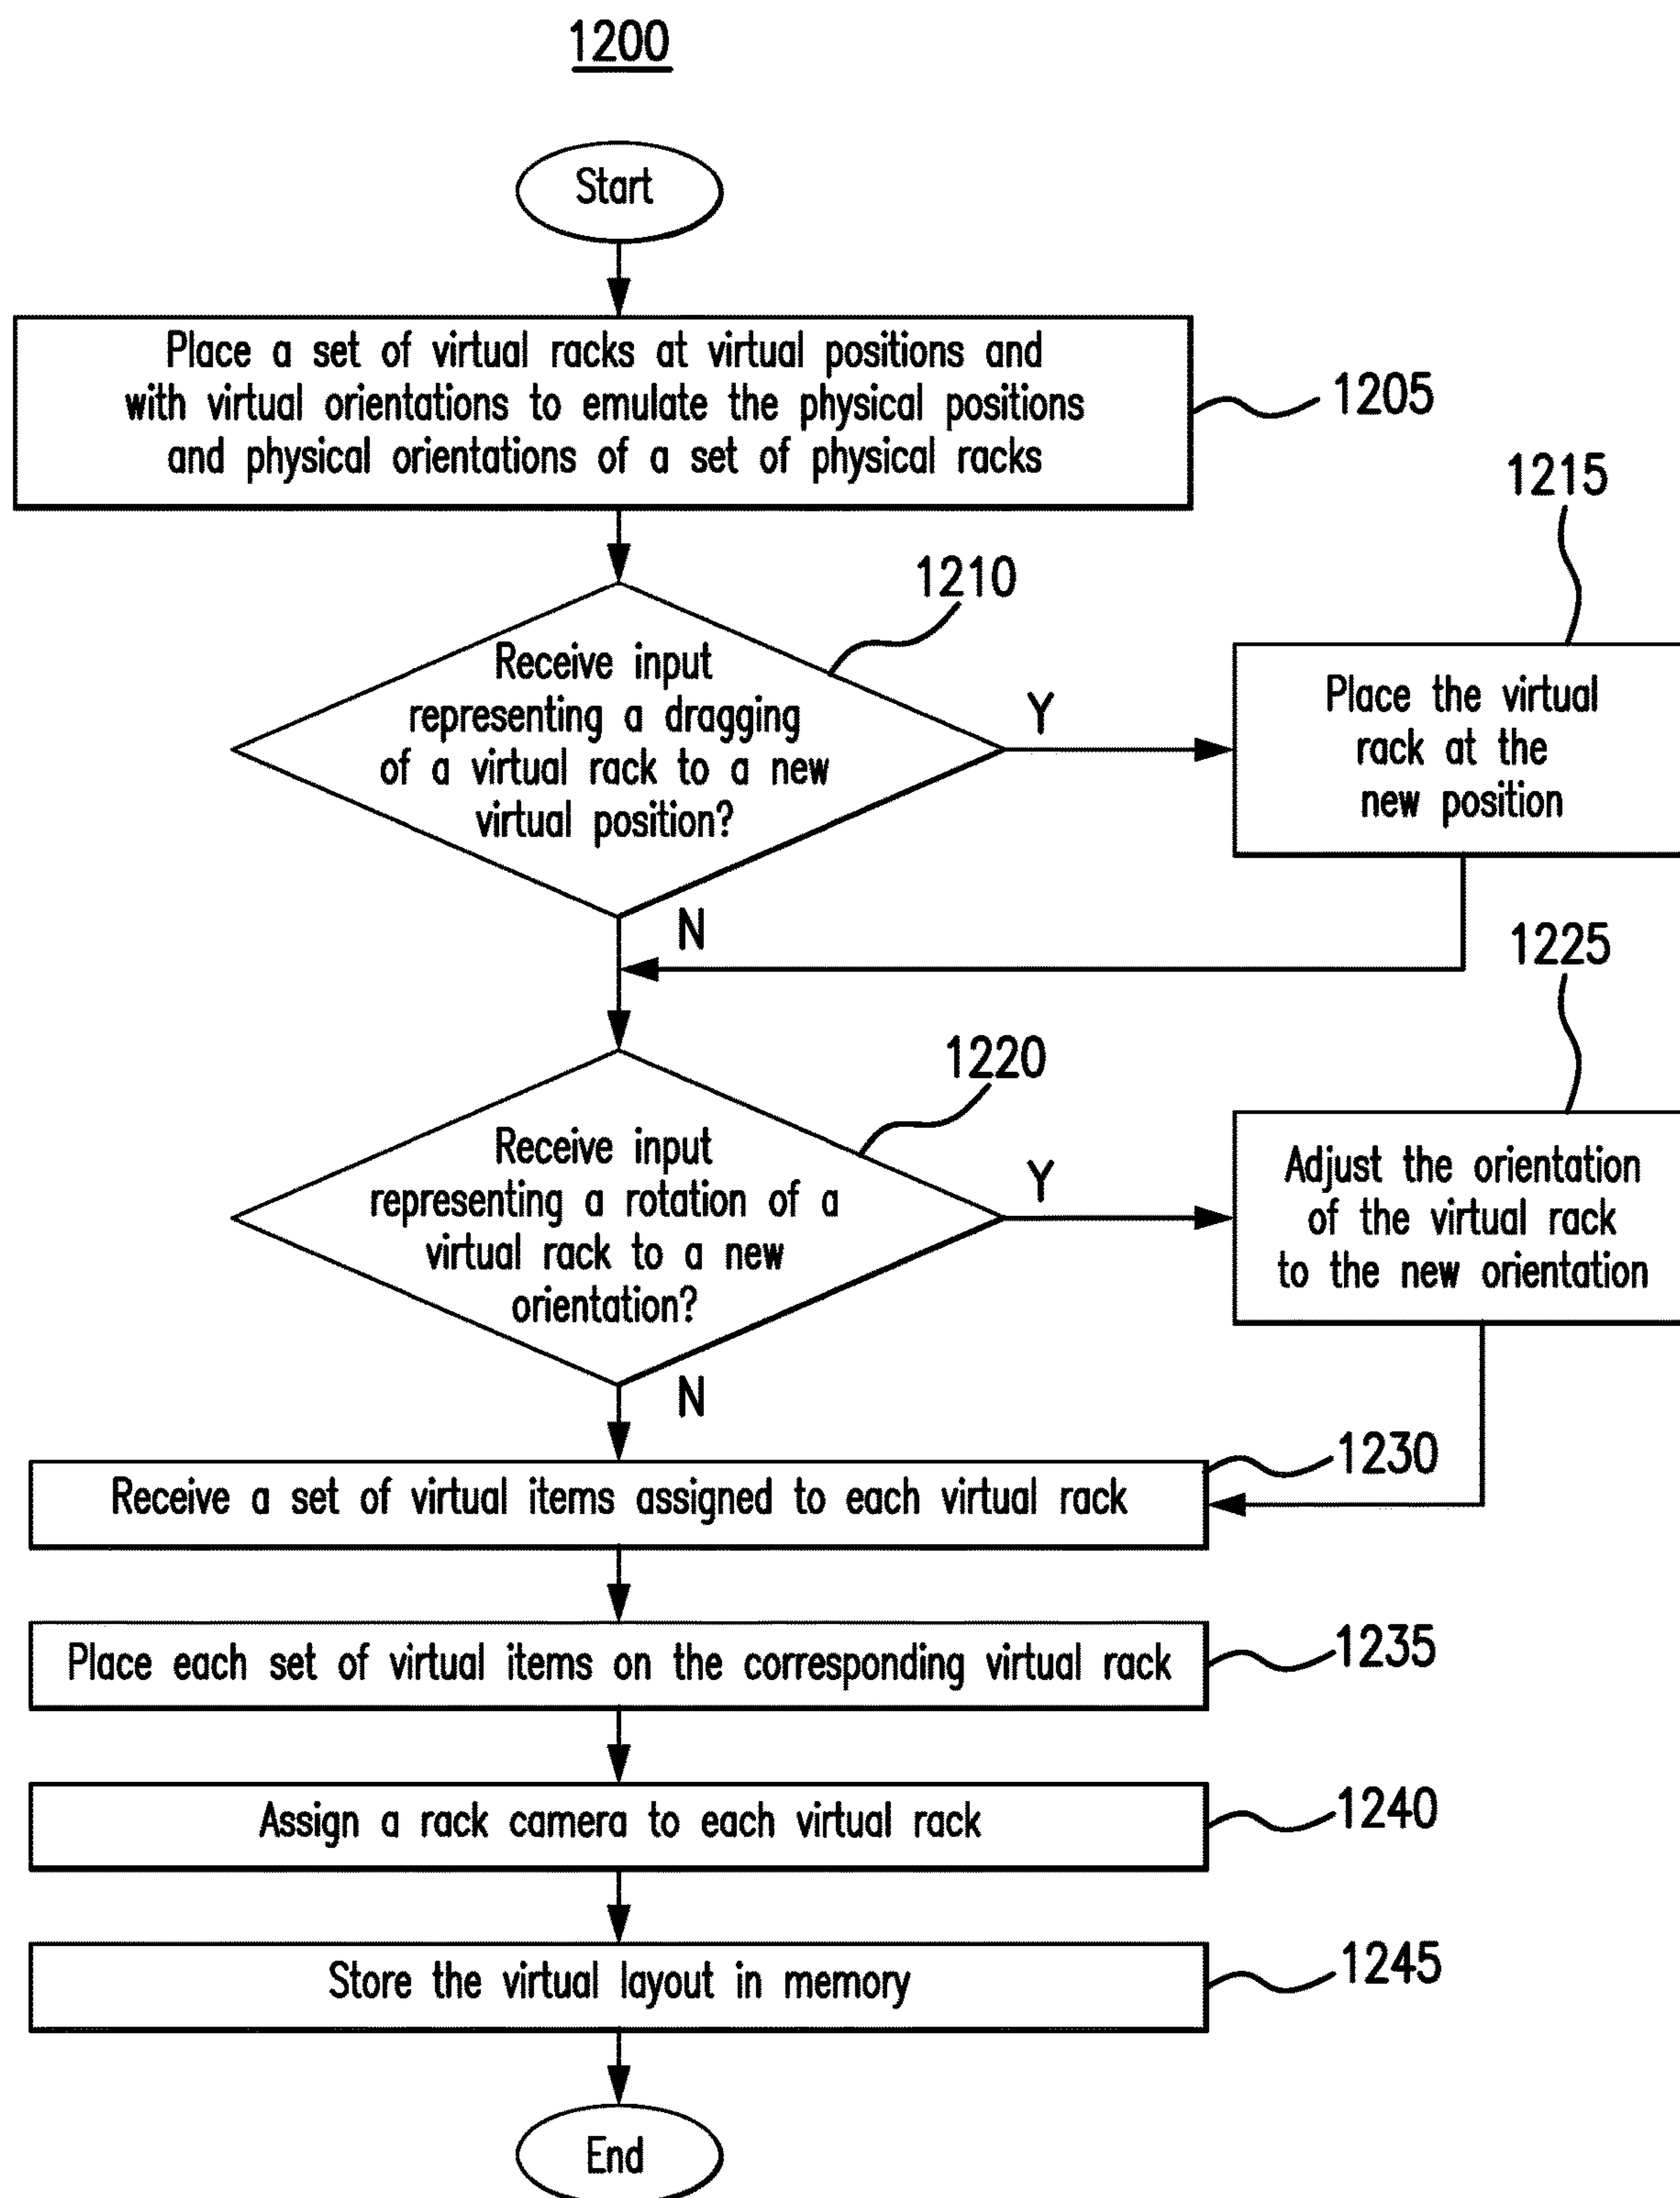 1200
Start
Place a set of virtual racks at virtual positions and
with virtual orientations to emulate the physical positions
and physical orientations of a set of physical racks
1205
1210
Receive input
representing a dragging
of a virtual rack to a new
virtual position?
Y
N
1215
Place the virtual
rack at the
new position
1220
Receive input
representing a rotation of a
virtual rack to a new
orientation?
Y
N
1225
Adjust the orientation
of the virtual rack
to the new orientation
Receive a set of virtual items assigned to each virtual rack
1230
Place each set of virtual items on the corresponding virtual rack
1235
Assign a rack camera to each virtual rack
1240
Store the virtual layout in memory
1245
End